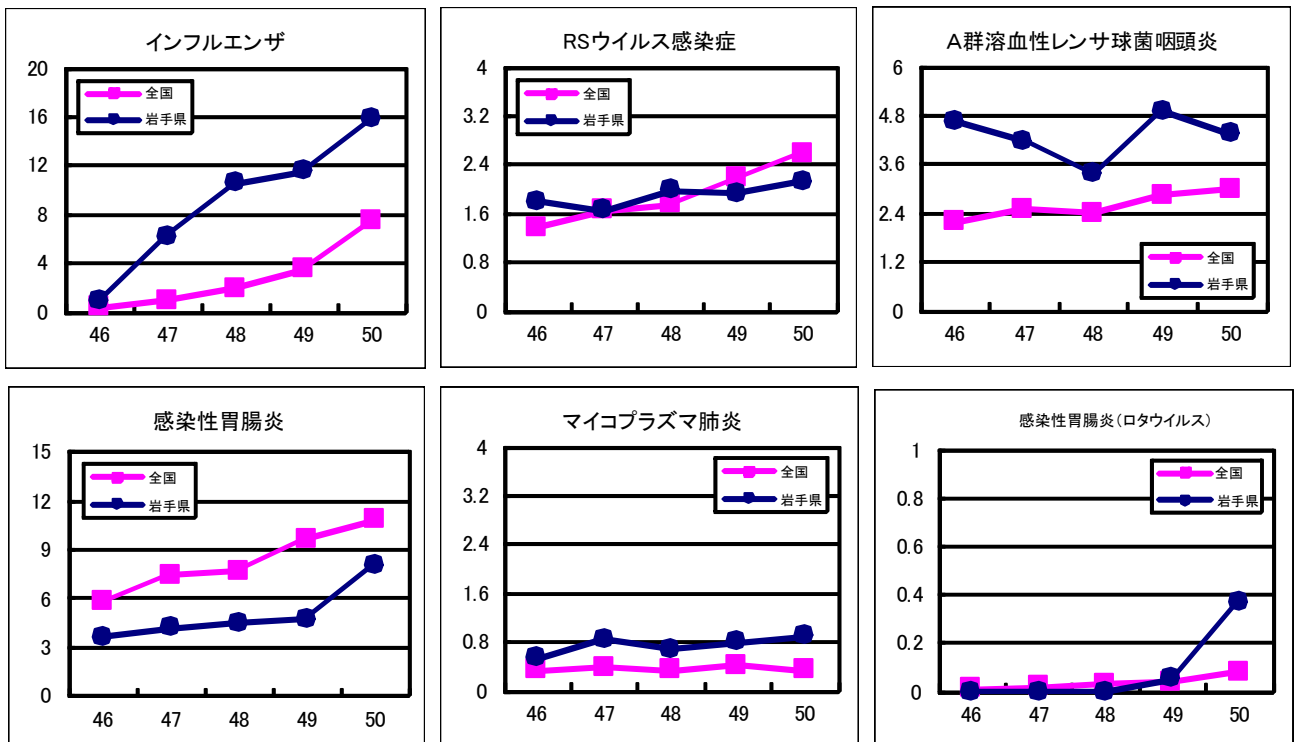 インフルエンザ
20
16
12
8
4
0
全国
岩手県
46 47 48 49 50
RSウイルス感染症
4
3.2
2.4
1.6
0.8
0
全国
岩手県
46 47 48 49 50
A群溶血性レンサ球菌咽頭炎
6
4.8
3.6
2.4
1.2
0
全国
岩手県
46 47 48 49 50
感染性胃腸炎
15
12
9
6
3
0
全国
岩手県
46 47 48 49 50
マイコプラズマ肺炎
4
3.2
2.4
1.6
0.8
0
全国
岩手県
46 47 48 49 50
感染性胃腸炎(ロタウイルス)
1
0.8
0.6
0.4
0.2
0
全国
岩手県
46 47 48 49 50